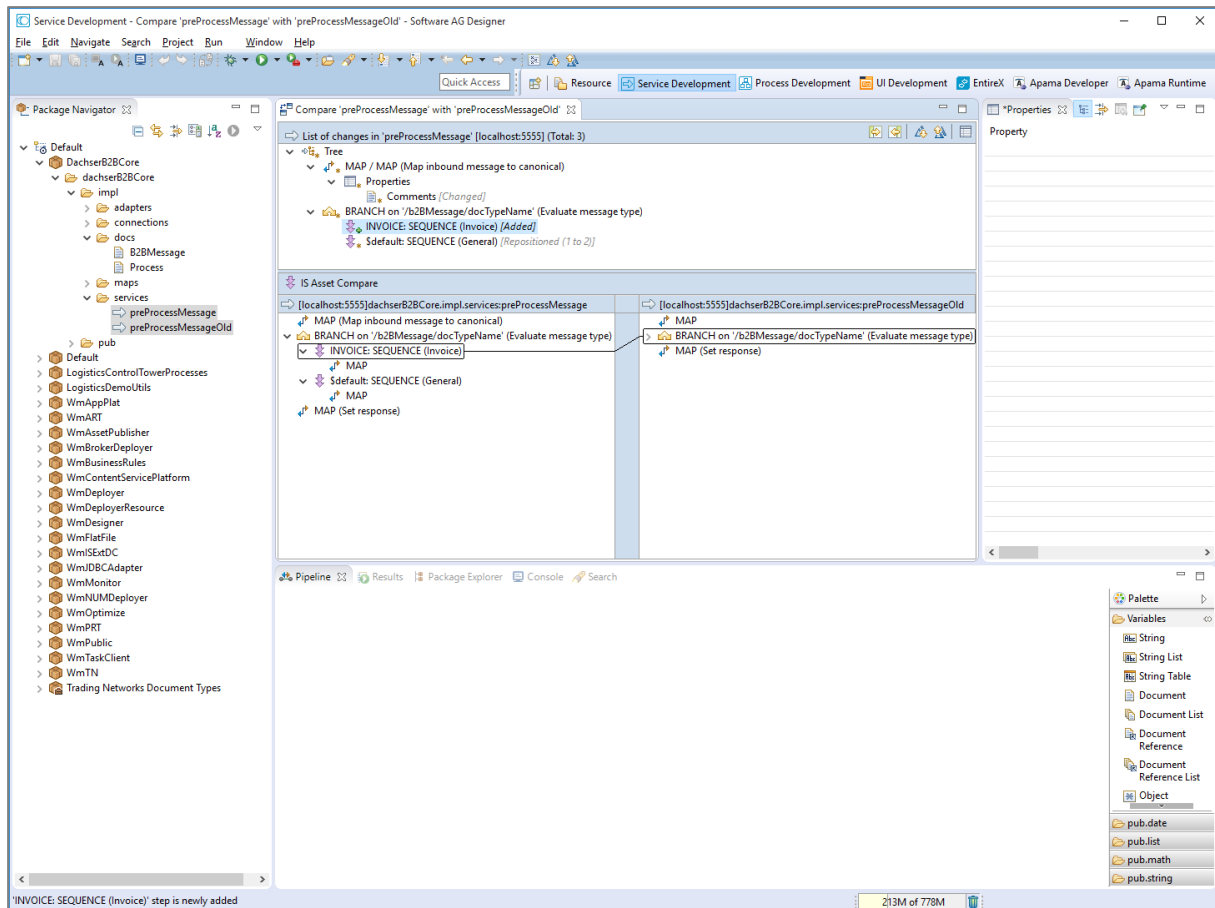 Service Development - Compare 'preProcessMessage' with 'preProcessMessageOld' - Software AG Designer
File Edit Navigate Search Project Run Window Help
Quick Access Resource Service Development Process Development UI Development EntireX Apama Developer Apama Runtime
Package Navigator
Default
DachserB2BCore
dachserB2BCore
impl
adapters
connections
docs
B2BMessage
Process
maps
services
preProcessMessage
preProcessMessageOld
pub
Default
LogisticsControlTowerProcesses
LogisticsDemoUtils
WmAppPlat
WmART
WmAssetPublisher
WmBrokerDeployer
WmBusinessRules
WmContentServicePlatform
WmDeployer
WmDeployerResource
WmDesigner
WmFlatFile
WmISExtDC
WmJDBCAdapter
WmMonitor
WmNUMDeployer
WmOptimize
WmPRT
WmPublic
WmTaskClient
WmTN
Trading Networks Document Types
Compare 'preProcessMessage' with 'preProcessMessageOld'
List of changes in 'preProcessMessage' [localhost:5555] (Total: 3)
Tree
MAP / MAP (Map inbound message to canonical)
Properties
Comments [Changed]
BRANCH on '/b2BMessage/docTypeName' (Evaluate message type)
INVOICE: SEQUENCE (Invoice) [Added]
$default: SEQUENCE (General) [Repositioned (1 to 2)]
IS Asset Compare
[localhost:5555]dachserB2BCore.impl.services:preProcessMessage
MAP (Map inbound message to canonical)
BRANCH on '/b2BMessage/docTypeName' (Evaluate message type)
INVOICE: SEQUENCE (Invoice)
MAP
$default: SEQUENCE (General)
MAP
MAP (Set response)
[localhost:5555]dachserB2BCore.impl.services:preProcessMessageOld
MAP
BRANCH on '/b2BMessage/docTypeName' (Evaluate message type)
MAP (Set response)
*Properties
Property
Pipeline Results Package Explorer Console Search
Palette
Variables
String
String List
String Table
Document
Document List
Document
Reference
Document
Reference List
Object
pub.date
pub.list
pub.math
pub.string
'INVOICE: SEQUENCE (Invoice)' step is newly added
213M of 778M